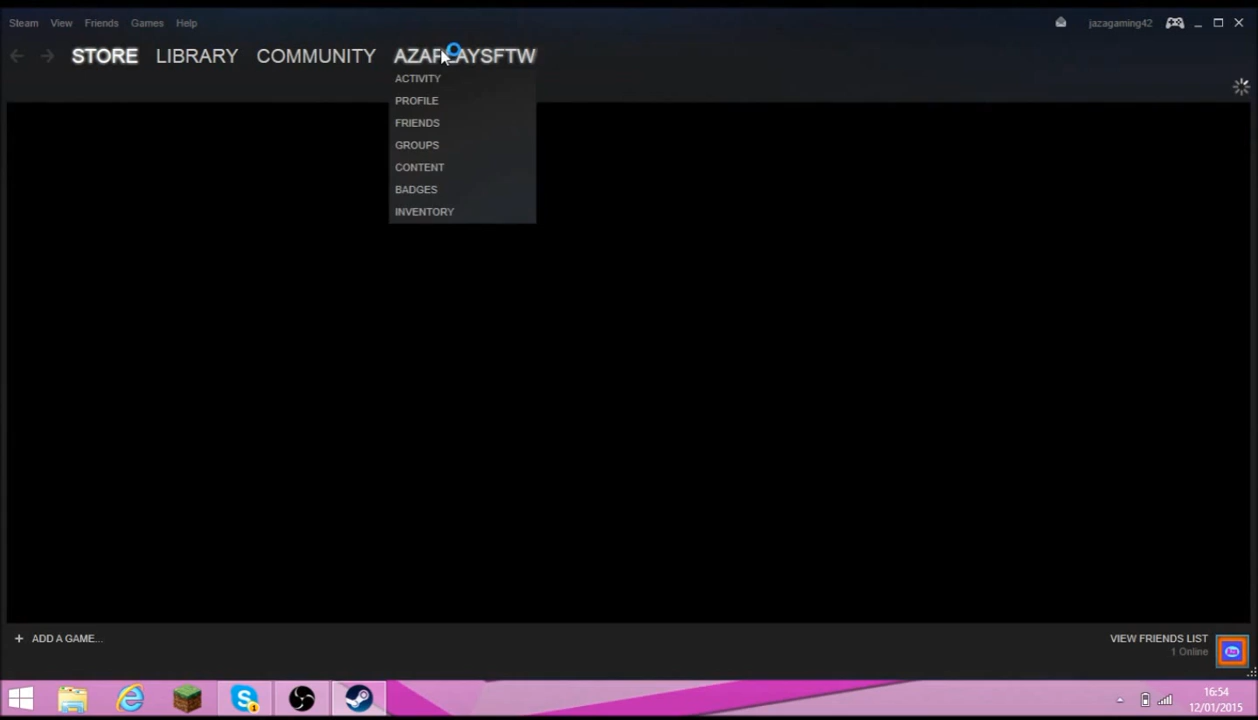 Steam View Friends Games Help
jazagaming42
STORE LIBRARY COMMUNITY AZAPLAYSFTW
ACTIVITY
PROFILE
FRIENDS
GROUPS
CONTENT
BADGES
INVENTORY
+ ADD A GAME...
VIEW FRIENDS LIST
1 Online
16:54
12/01/2015